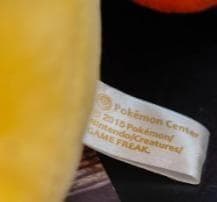 Pokémon Center
© 2015 Pokémon/
Nintendo/Creatures/
GAME FREAK.